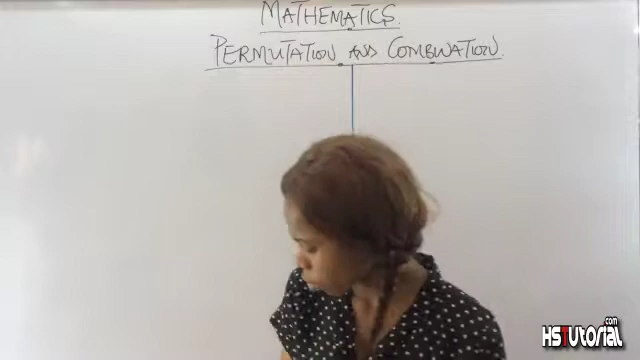 MATHEMATICS.
PERMUTATION AND COMBINATION.
HSTutorial
.com